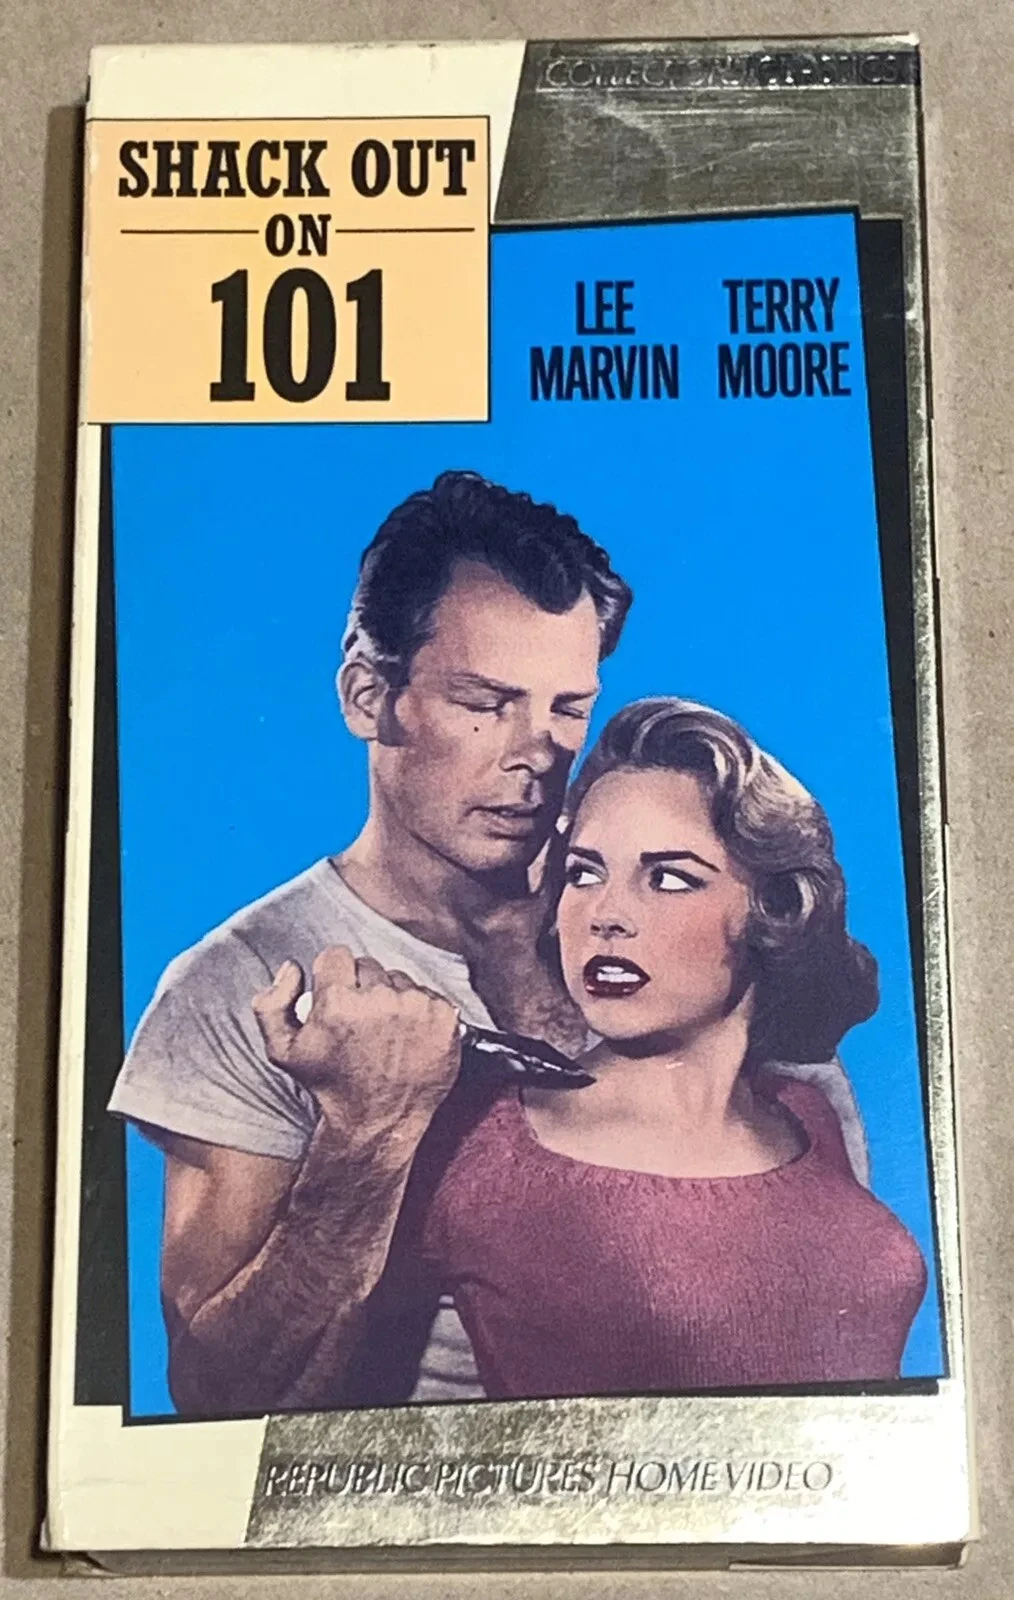 COLLECTOR'S CLASSICS
SHACK OUT
ON
101
LEE MARVIN
TERRY MOORE
REPUBLIC PICTURES HOME VIDEO